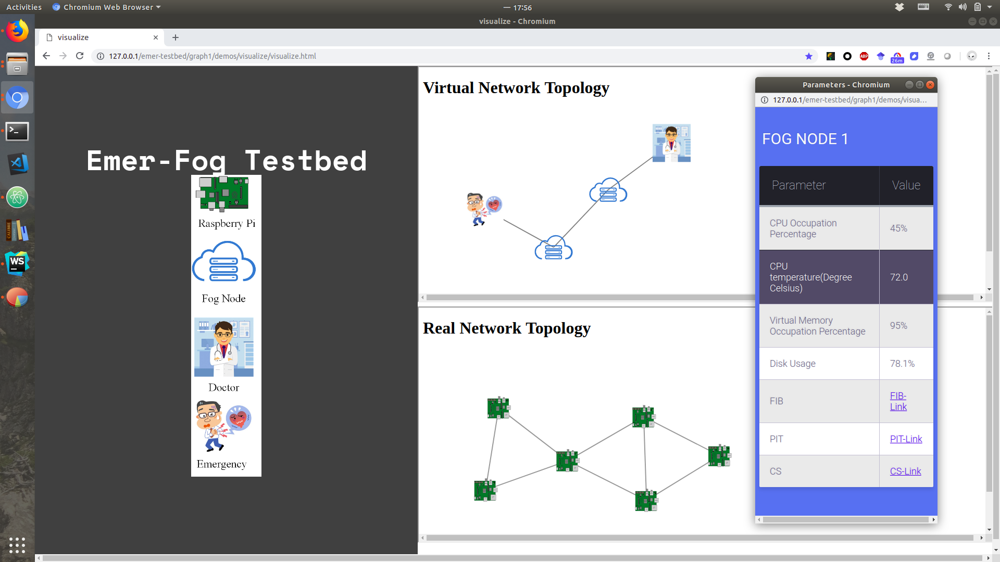 Activities
Chromium Web Browser
17:56
visualize - Chromium
visualize
127.0.0.1/emer-testbed/graph1/demos/visualize/visualize.html
ABP
26m
CALIBRE
WS
Emer-Fog Testbed
Raspberry Pi
Fog Node
Doctor
Emergency
Virtual Network Topology
Real Network Topology
Parameters - Chromium
127.0.0.1/emer-testbed/graph1/demos/visua...
FOG NODE 1
Parameter Value
CPU Occupation
Percentage
45%
CPU
temperature(Degree
Celsius)
72.0
Virtual Memory
Occupation Percentage
95%
Disk Usage 78.1%
FIB
FIB-
Link
PIT PIT-Link
CS CS-Link